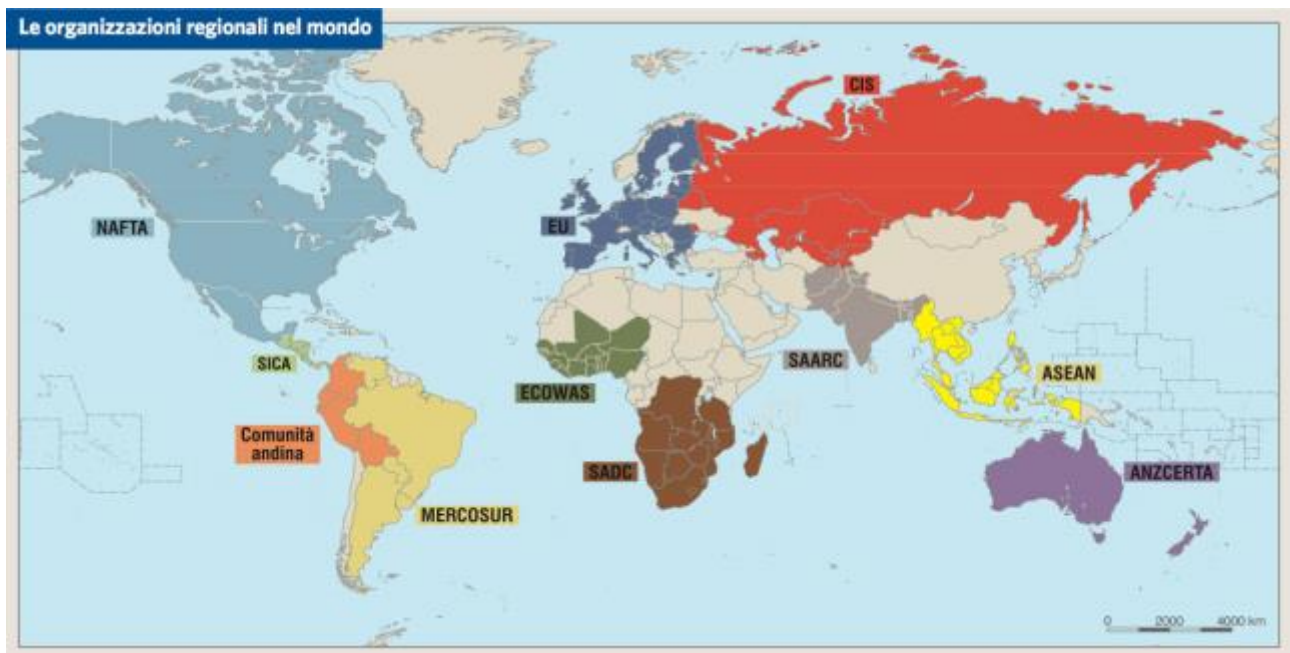 Le organizzazioni regionali nel mondo
CIS
NAFTA
EU
SICA
SAARC
ASEAN
ECOWAS
Comunità
andina
SADC
ANZCERTA
MERCOSUR
0 2000 4000 km